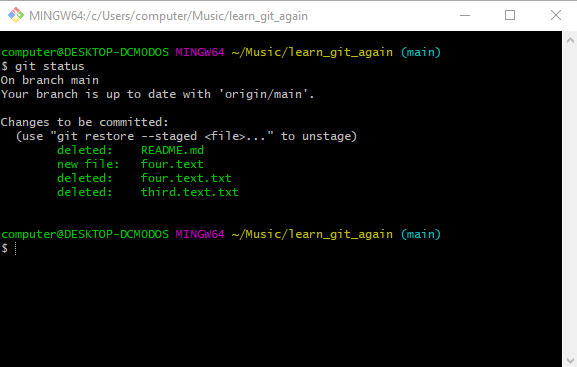 MINGW64:/c/Users/computer/Music/learn_git_again
computer@DESKTOP-DCMODOS MINGW64 ~/Music/learn_git_again (main)
$ git status
On branch main
Your branch is up to date with 'origin/main'.
Changes to be committed:
(use "git restore --staged <file>..." to unstage)
deleted: README.md
new file: four.text
deleted: four.text.txt
deleted: third.text.txt
computer@DESKTOP-DCMODOS MINGW64 ~/Music/learn_git_again (main)
$